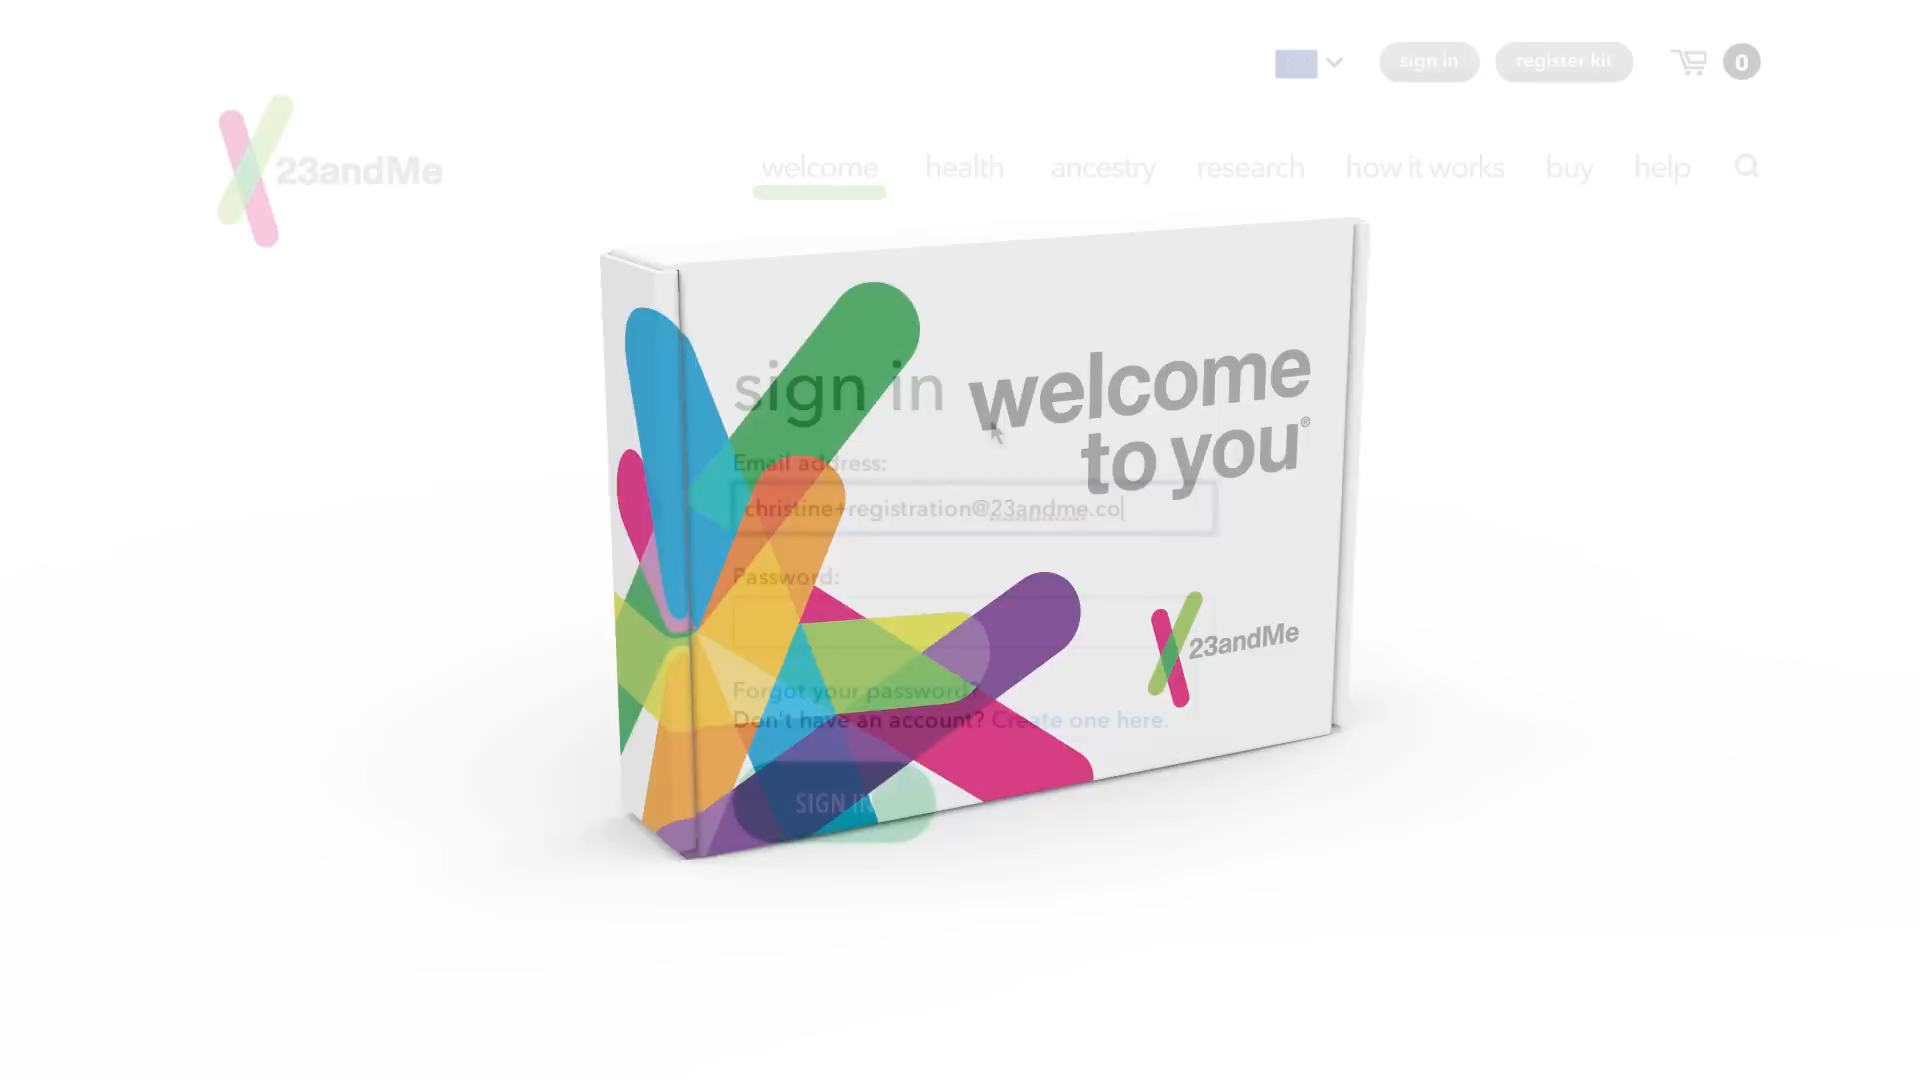 sign in
register kit
0
23andMe
welcome
health
ancestry
research
how it works
buy
help
sign in
welcome
to you®
Email address:
christine+registration@23andme.co
Password:
23andMe
Forgot your password?
Don't have an account? Create one here.
SIGN IN